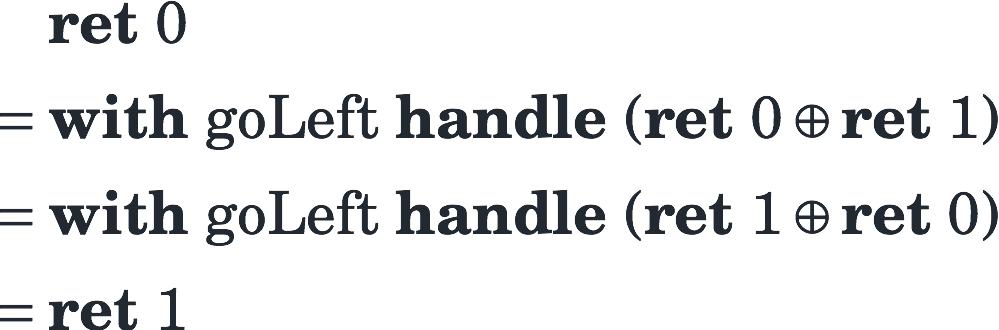 ret 0
= with goLeft handle (ret 0 ⊕ ret 1)
= with goLeft handle (ret 1 ⊕ ret 0)
= ret 1